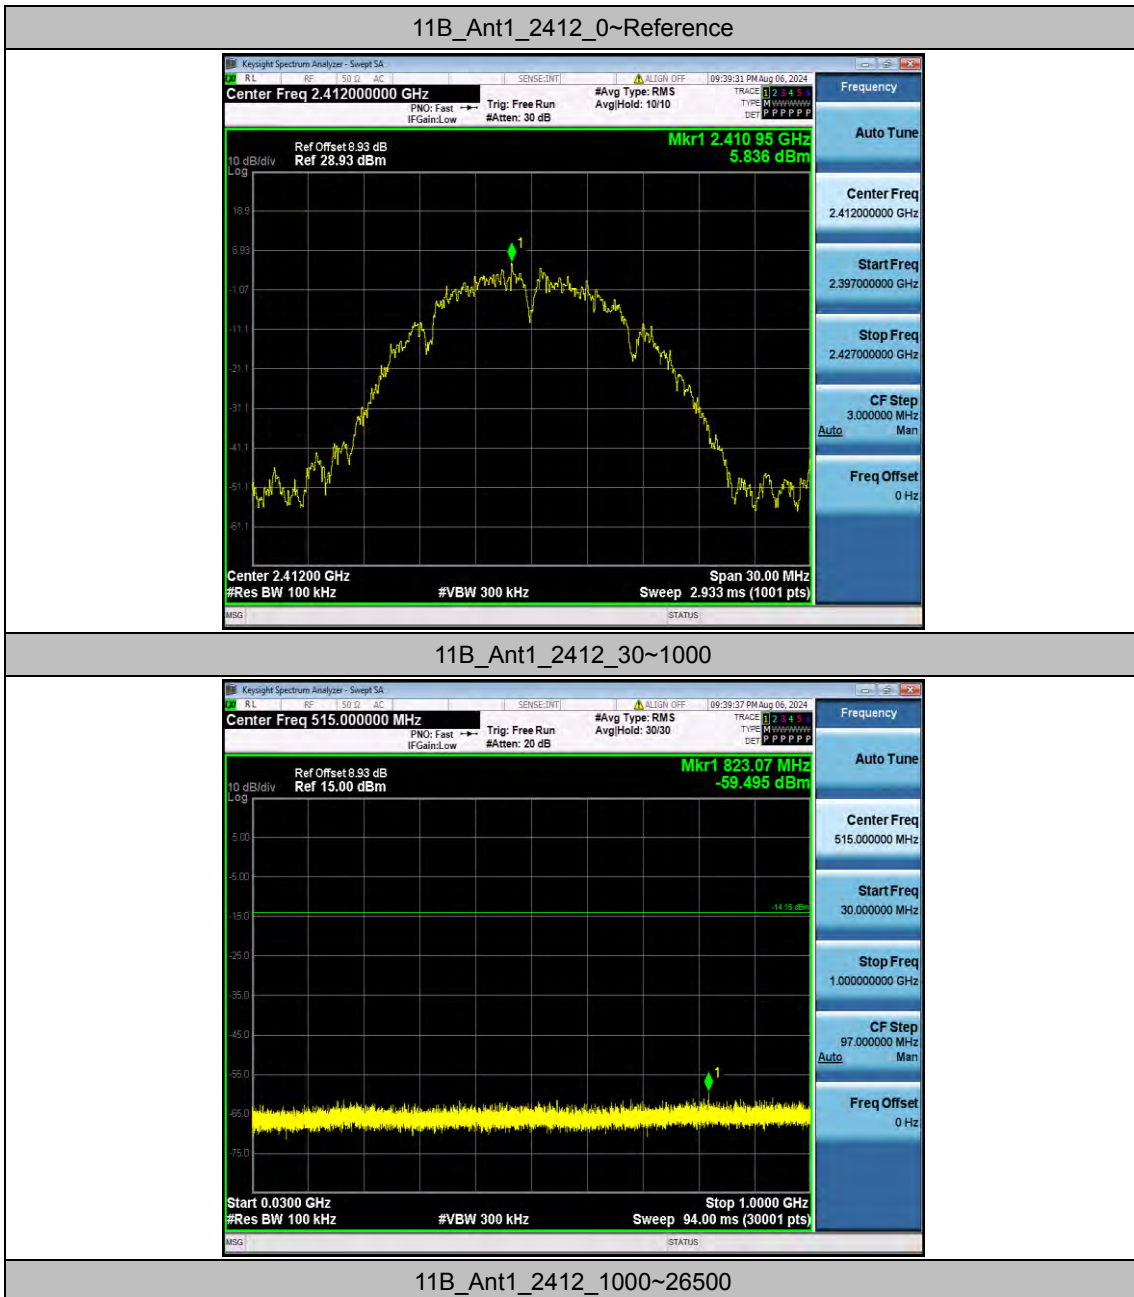 11B_Ant1_2412_0~Reference
Keysight Spectrum Analyzer - Swept SA
RL RF 50 Ω AC SENSE:INT ALIGN OFF 09:39:31 PM Aug 06, 2024
Center Freq 2.412000000 GHz
PNO: Fast
IFGain:Low
Trig: Free Run
#Atten: 30 dB
#Avg Type: RMS
Avg|Hold: 10/10
TRACE 1 2 3 4 5 6
TYPE M WWWWW
DET P P P P P P
Frequency
Mkr1 2.410 95 GHz
5.836 dBm
Ref Offset 8.93 dB
10 dB/div Ref 28.93 dBm
Log
18.9
8.93
-1.07
-11.1
-21.1
-31.1
-41.1
-51.1
-61.1
1
Center 2.41200 GHz Span 30.00 MHz
#Res BW 100 kHz #VBW 300 kHz Sweep 2.933 ms (1001 pts)
MSG STATUS
Auto Tune
Center Freq
2.412000000 GHz
Start Freq
2.397000000 GHz
Stop Freq
2.427000000 GHz
CF Step
3.000000 MHz
Auto Man
Freq Offset
0 Hz
11B_Ant1_2412_30~1000
Keysight Spectrum Analyzer - Swept SA
RL RF 50 Ω AC SENSE:INT ALIGN OFF 09:39:37 PM Aug 06, 2024
Center Freq 515.000000 MHz
PNO: Fast
IFGain:Low
Trig: Free Run
#Atten: 20 dB
#Avg Type: RMS
Avg|Hold: 30/30
TRACE 1 2 3 4 5 6
TYPE M WWWWW
DET P P P P P P
Frequency
Mkr1 823.07 MHz
-59.495 dBm
Ref Offset 8.93 dB
10 dB/div Ref 15.00 dBm
Log
5.00
-5.00
-15.0
-25.0
-35.0
-45.0
-55.0
-65.0
-75.0
-14.16 dBm
1
Start 0.0300 GHz Stop 1.0000 GHz
#Res BW 100 kHz #VBW 300 kHz Sweep 94.00 ms (30001 pts)
MSG STATUS
Auto Tune
Center Freq
515.000000 MHz
Start Freq
30.000000 MHz
Stop Freq
1.000000000 GHz
CF Step
97.000000 MHz
Auto Man
Freq Offset
0 Hz
11B_Ant1_2412_1000~26500